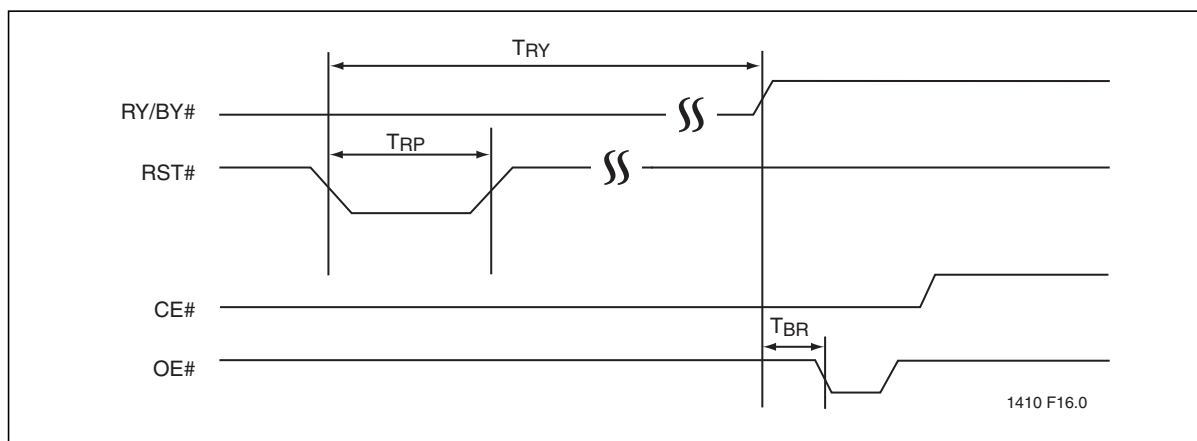 TRY
RY/BY#
TRP
RST#
CE#
TBR
OE#
1410 F16.0